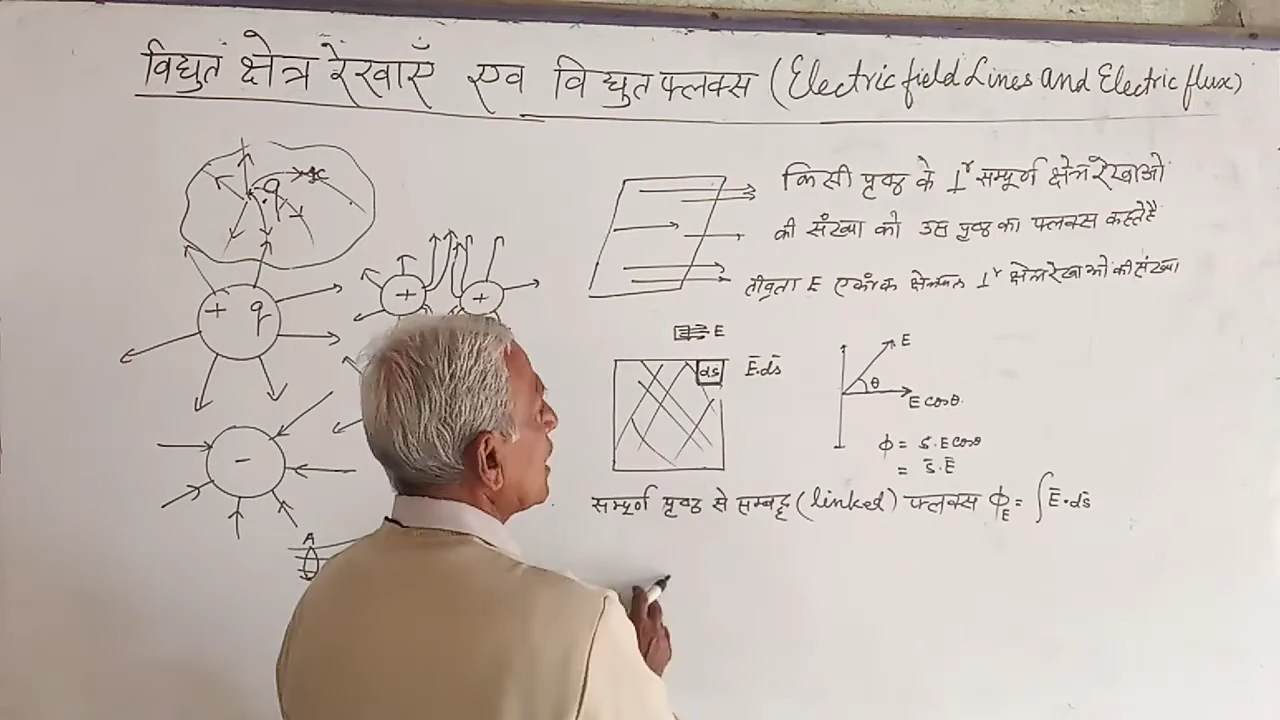 विद्युत क्षेत्र रेखाएँ एव विद्युत फ्लक्स (Electric field Lines and Electric flux)
q
किसी पृष्ठ के ⊥r सम्पूर्ण क्षेत्र रेखाओ
की संख्या को उस पृष्ठ का फ्लक्स कहते है
तीव्रता E एकांक क्षेत्रफल ⊥r क्षेत्र रेखाओं की संख्या
+ q
+
+
-
A
E
ds
Ē.ds̄
E
θ
E cosθ.
ϕ = s.E cosθ
= s̄.Ē
सम्पूर्ण पृष्ठ से सम्बद्ध (linked) फ्लक्स ϕE = ∫Ē.ds̄